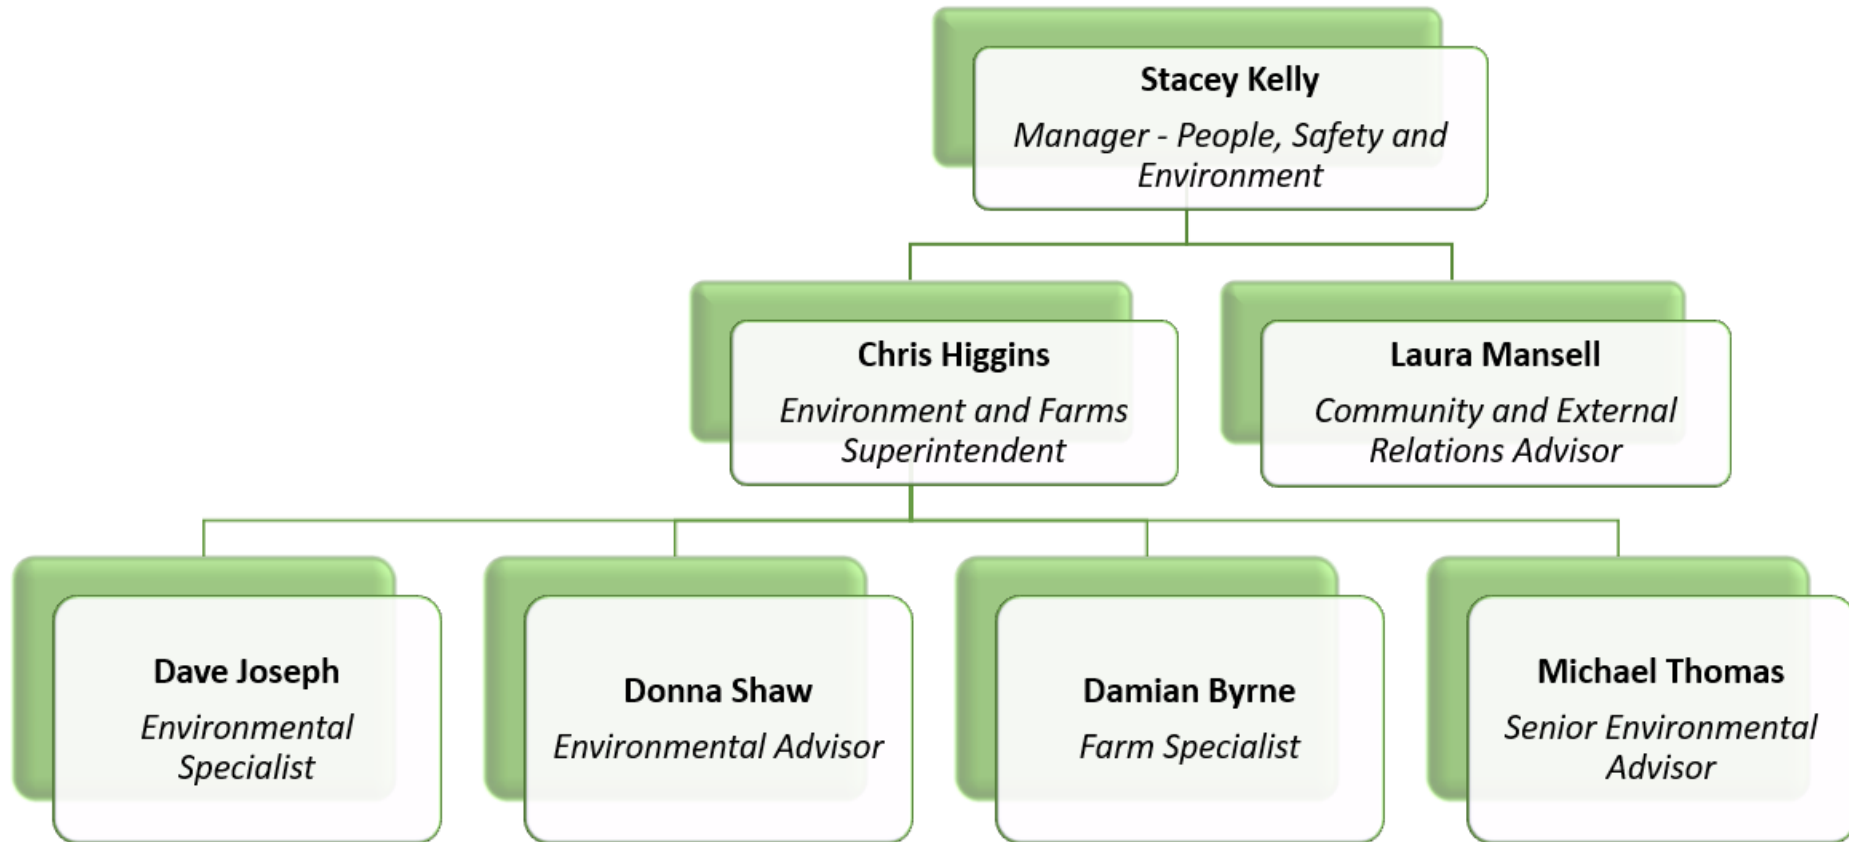 Stacey Kelly
Manager - People, Safety and
Environment
Chris Higgins
Environment and Farms
Superintendent
Laura Mansell
Community and External
Relations Advisor
Dave Joseph
Environmental
Specialist
Donna Shaw
Environmental Advisor
Damian Byrne
Farm Specialist
Michael Thomas
Senior Environmental
Advisor